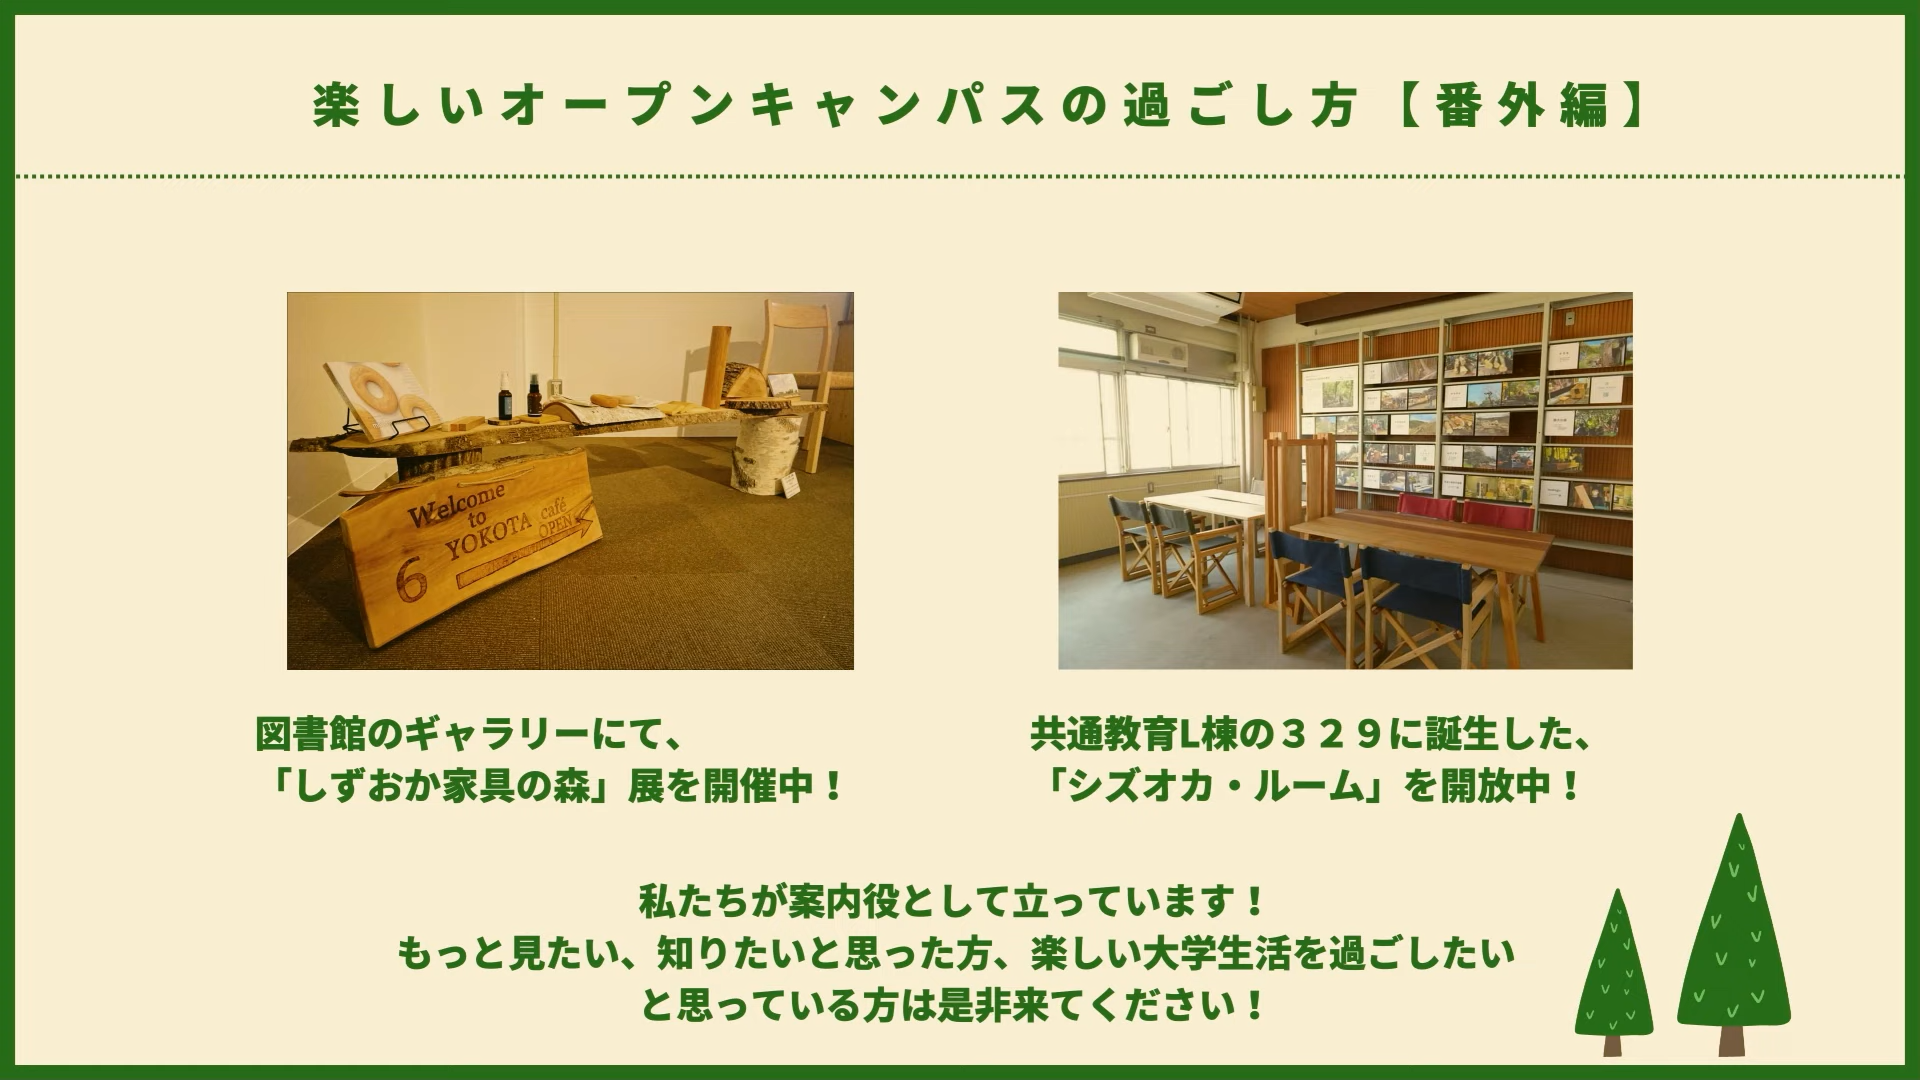 楽しいオープンキャンパスの過ごし方【番外編】
Welcome
to
YOKOTA café
OPEN
6
図書館のギャラリーにて、
「しずおか家具の森」展を開催中！
共通教育L棟の３２９に誕生した、
「シズオカ・ルーム」を開放中！
私たちが案内役として立っています！
もっと見たい、知りたいと思った方、楽しい大学生活を過ごしたい
と思っている方は是非来てください！